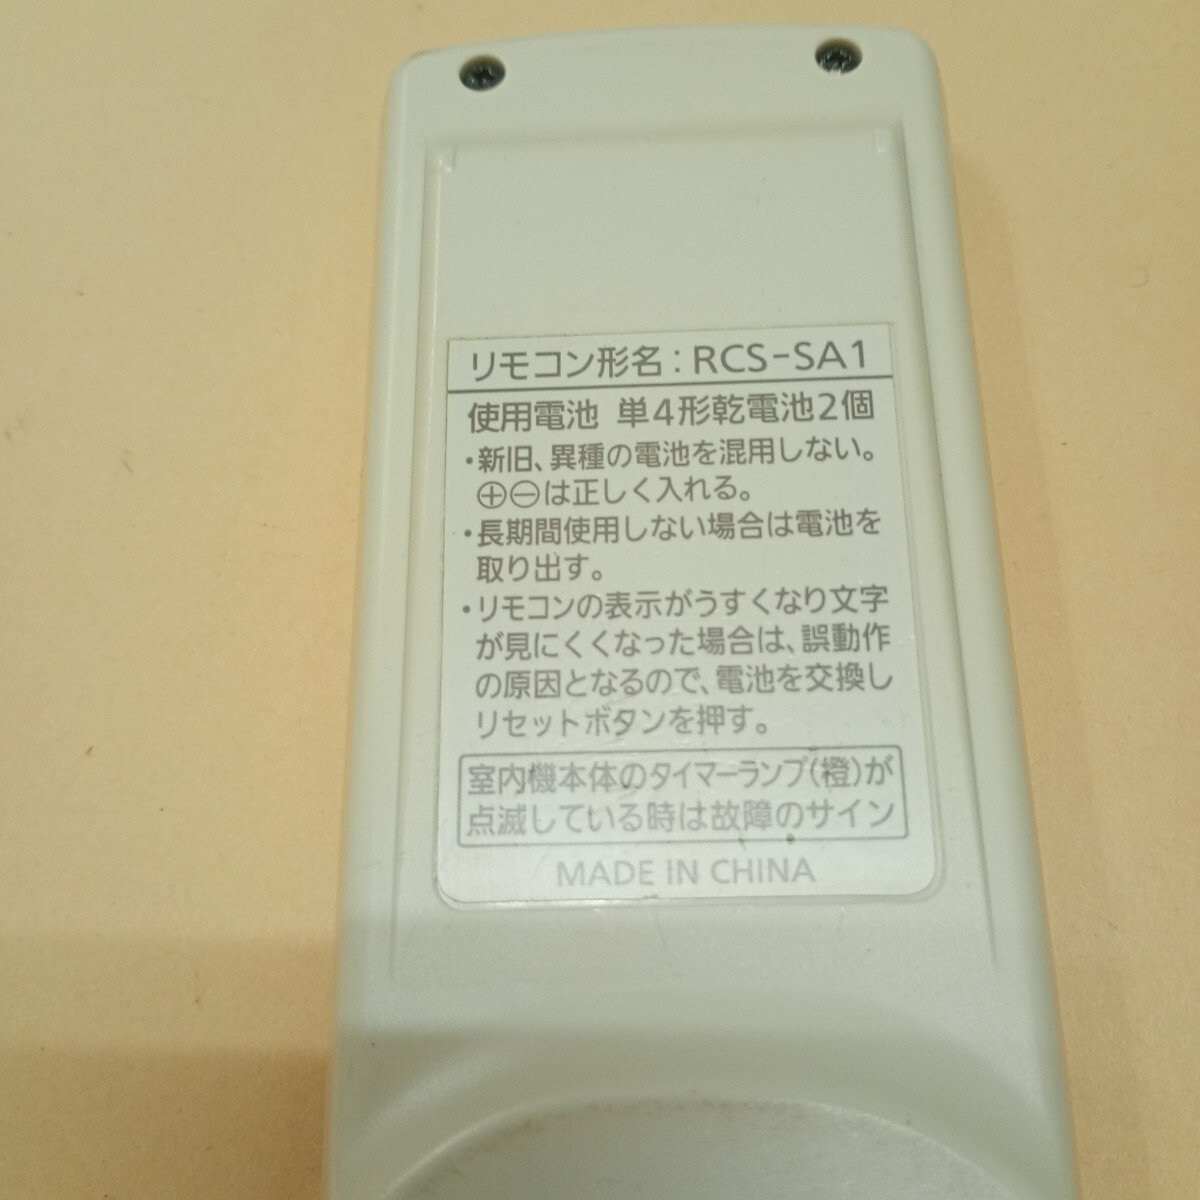 リモコン形名：RCS-SA1
使用電池 単4形乾電池2個
・新旧、異種の電池を混用しない。
⊕⊖は正しく入れる。
・長期間使用しない場合は電池を
取り出す。
・リモコンの表示がうすくなり文字
が見にくくなった場合は、誤動作
の原因となるので、電池を交換し
リセットボタンを押す。
室内機本体のタイマーランプ(橙)が
点滅している時は故障のサイン
MADE IN CHINA